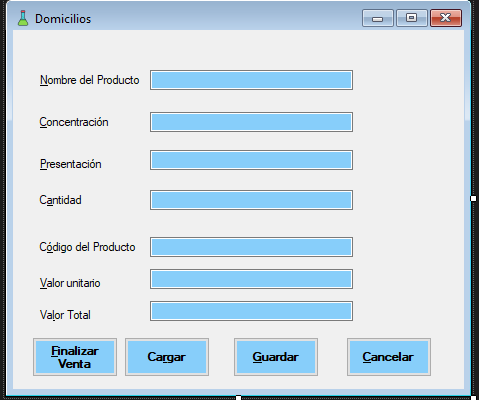 Domicilios
Nombre del Producto
Concentración
Presentación
Cantidad
Código del Producto
Valor unitario
Valor Total
Finalizar
Venta
Cargar
Guardar
Cancelar